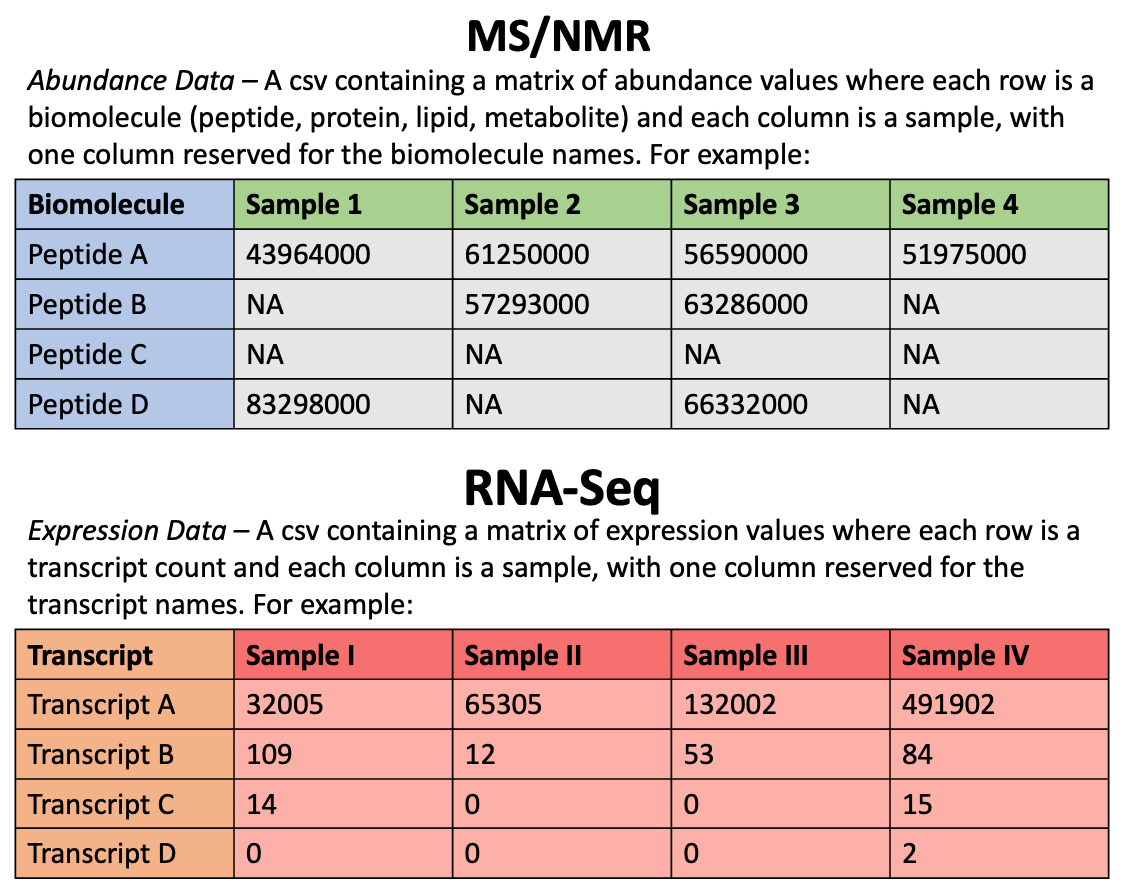 MS/NMR
Abundance Data – A csv containing a matrix of abundance values where each row is a
biomolecule (peptide, protein, lipid, metabolite) and each column is a sample, with
one column reserved for the biomolecule names. For example:
Biomolecule Sample 1 Sample 2 Sample 3 Sample 4
Peptide A 43964000 61250000 56590000 51975000
Peptide B NA 57293000 63286000 NA
Peptide C NA NA NA NA
Peptide D 83298000 NA 66332000 NA
RNA-Seq
Expression Data – A csv containing a matrix of expression values where each row is a
transcript count and each column is a sample, with one column reserved for the
transcript names. For example:
Transcript Sample I Sample II Sample III Sample IV
Transcript A 32005 65305 132002 491902
Transcript B 109 12 53 84
Transcript C 14 0 0 15
Transcript D 0 0 0 2